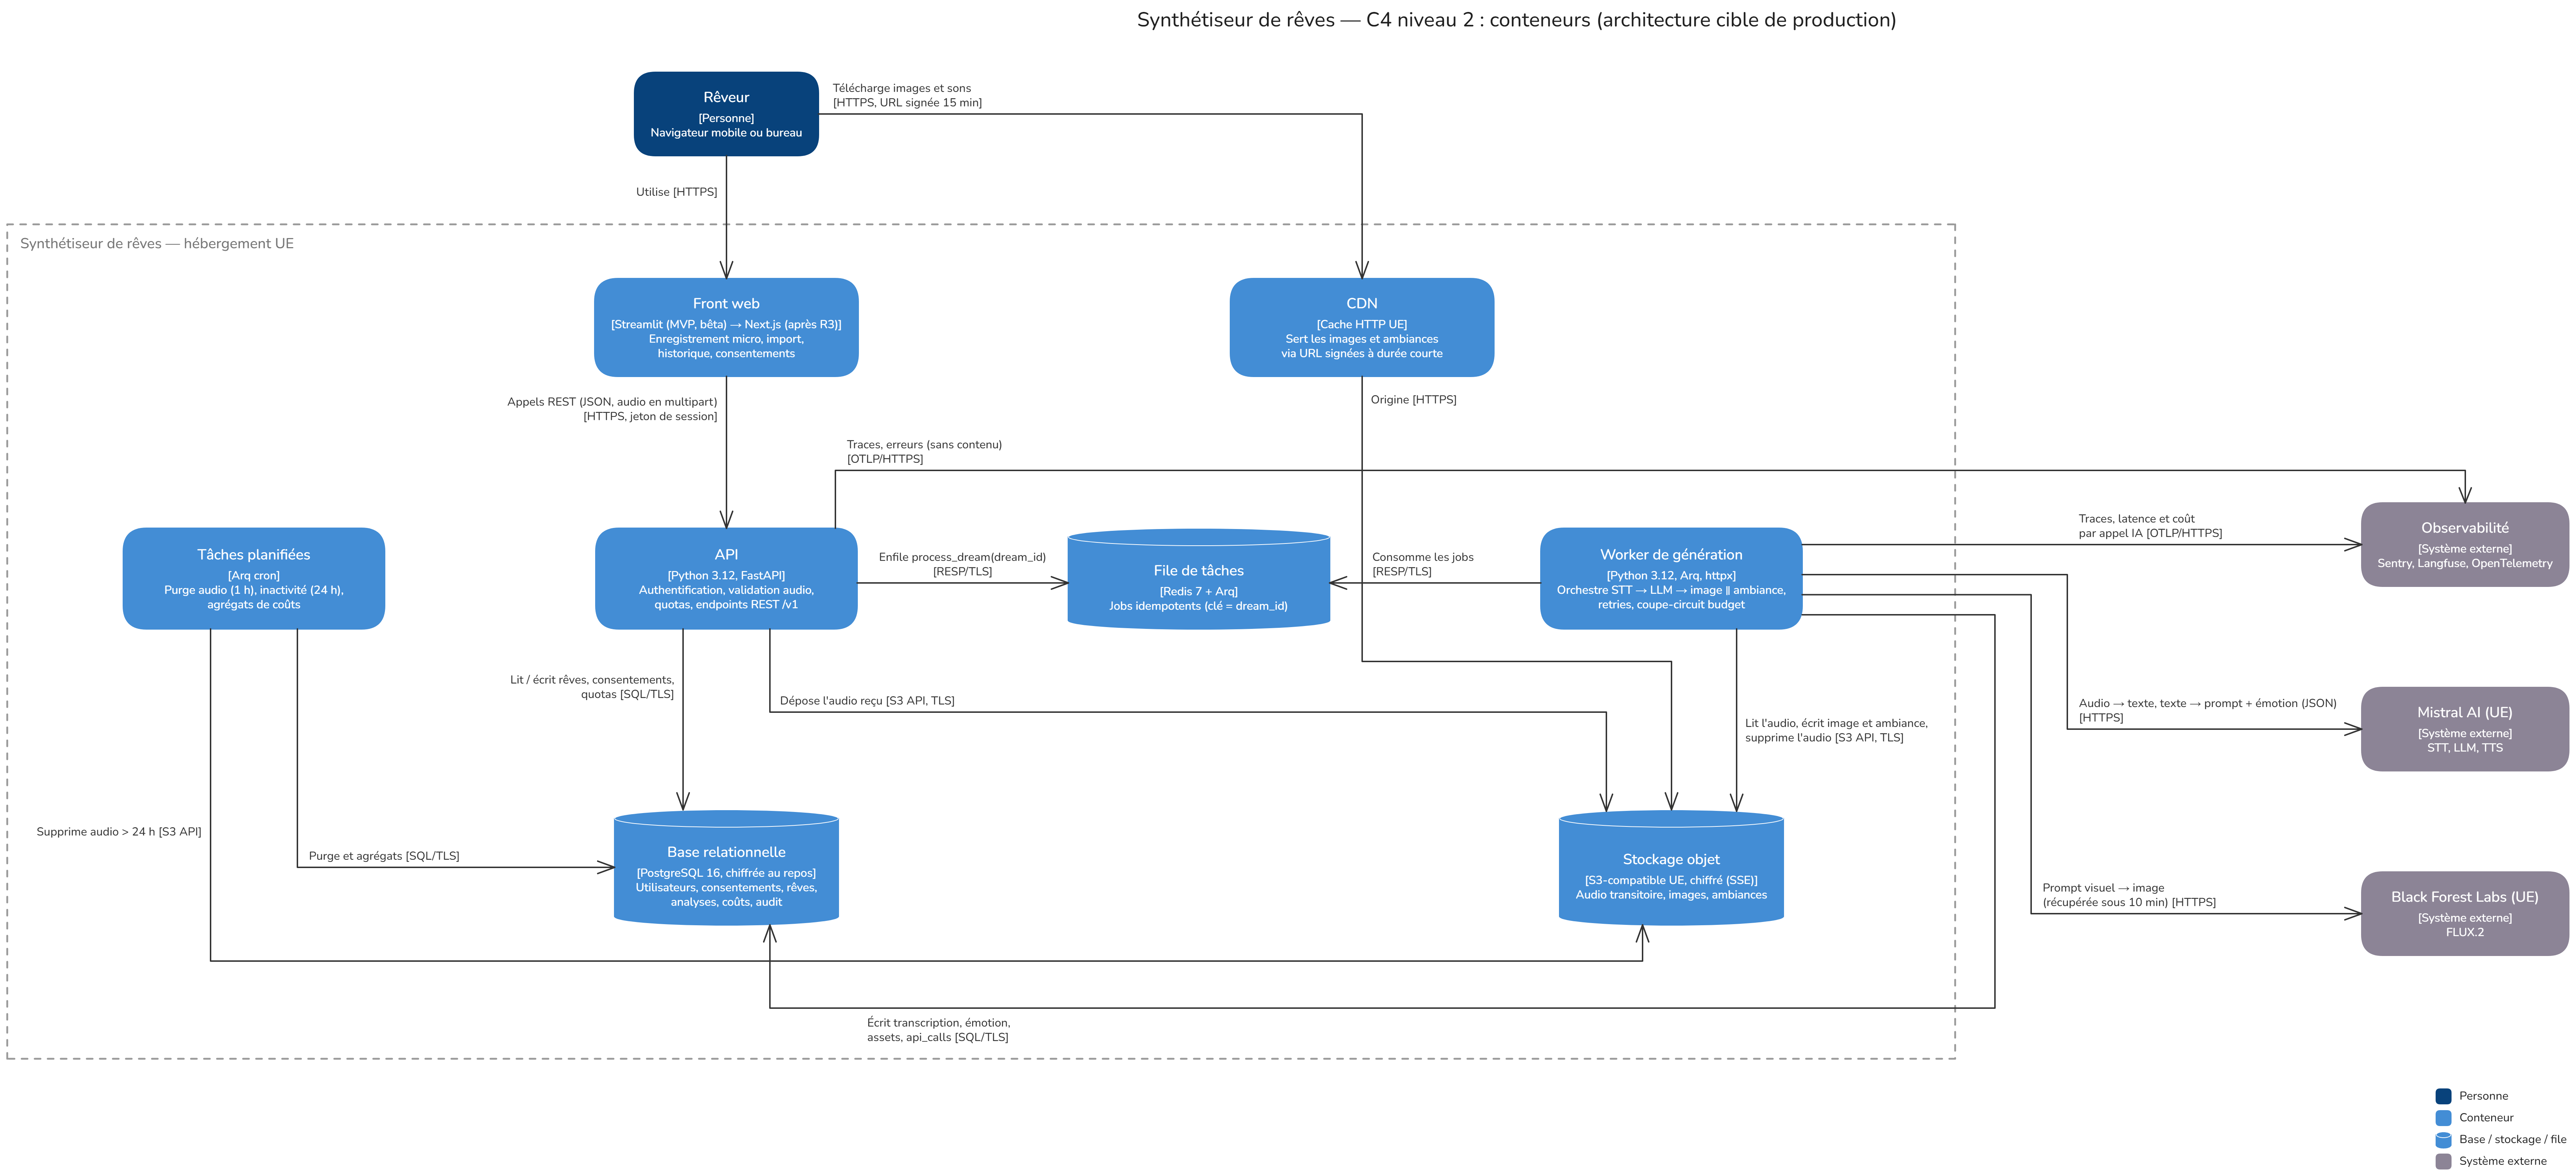 Synthétiseur de rêves — C4 niveau 2 : conteneurs (architecture cible de production)
Rêveur
[Personne]
Navigateur mobile ou bureau
Télécharge images et sons
[HTTPS, URL signée 15 min]
Utilise [HTTPS]
Synthétiseur de rêves — hébergement UE
Front web
[Streamlit (MVP, bêta) → Next.js (après R3)]
Enregistrement micro, import,
historique, consentements
CDN
[Cache HTTP UE]
Sert les images et ambiances
via URL signées à durée courte
Appels REST (JSON, audio en multipart)
[HTTPS, jeton de session]
Origine [HTTPS]
Traces, erreurs (sans contenu)
[OTLP/HTTPS]
Tâches planifiées
[Arq cron]
Purge audio (1 h), inactivité (24 h),
agrégats de coûts
API
[Python 3.12, FastAPI]
Authentification, validation audio,
quotas, endpoints REST /v1
Enfile process_dream(dream_id)
[RESP/TLS]
File de tâches
[Redis 7 + Arq]
Jobs idempotents (clé = dream_id)
Consomme les jobs
[RESP/TLS]
Worker de génération
[Python 3.12, Arq, httpx]
Orchestre STT → LLM → image ∥ ambiance,
retries, coupe-circuit budget
Traces, latence et coût
par appel IA [OTLP/HTTPS]
Observabilité
[Système externe]
Sentry, Langfuse, OpenTelemetry
Lit / écrit rêves, consentements,
quotas [SQL/TLS]
Dépose l'audio reçu [S3 API, TLS]
Lit l'audio, écrit image et ambiance,
supprime l'audio [S3 API, TLS]
Audio → texte, texte → prompt + émotion (JSON)
[HTTPS]
Mistral AI (UE)
[Système externe]
STT, LLM, TTS
Supprime audio > 24 h [S3 API]
Purge et agrégats [SQL/TLS]
Base relationnelle
[PostgreSQL 16, chiffrée au repos]
Utilisateurs, consentements, rêves,
analyses, coûts, audit
Stockage objet
[S3-compatible UE, chiffré (SSE)]
Audio transitoire, images, ambiances
Prompt visuel → image
(récupérée sous 10 min) [HTTPS]
Black Forest Labs (UE)
[Système externe]
FLUX.2
Écrit transcription, émotion,
assets, api_calls [SQL/TLS]
Personne
Conteneur
Base / stockage / file
Système externe